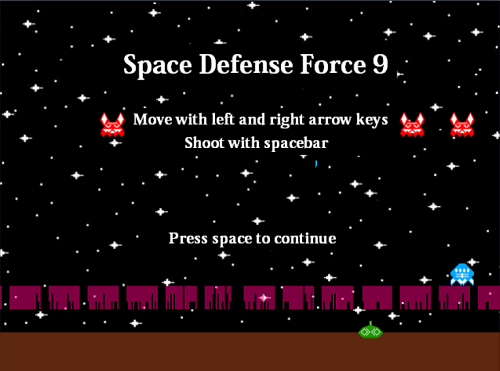 Space Defense Force 9
Move with left and right arrow keys
Shoot with spacebar
Press space to continue